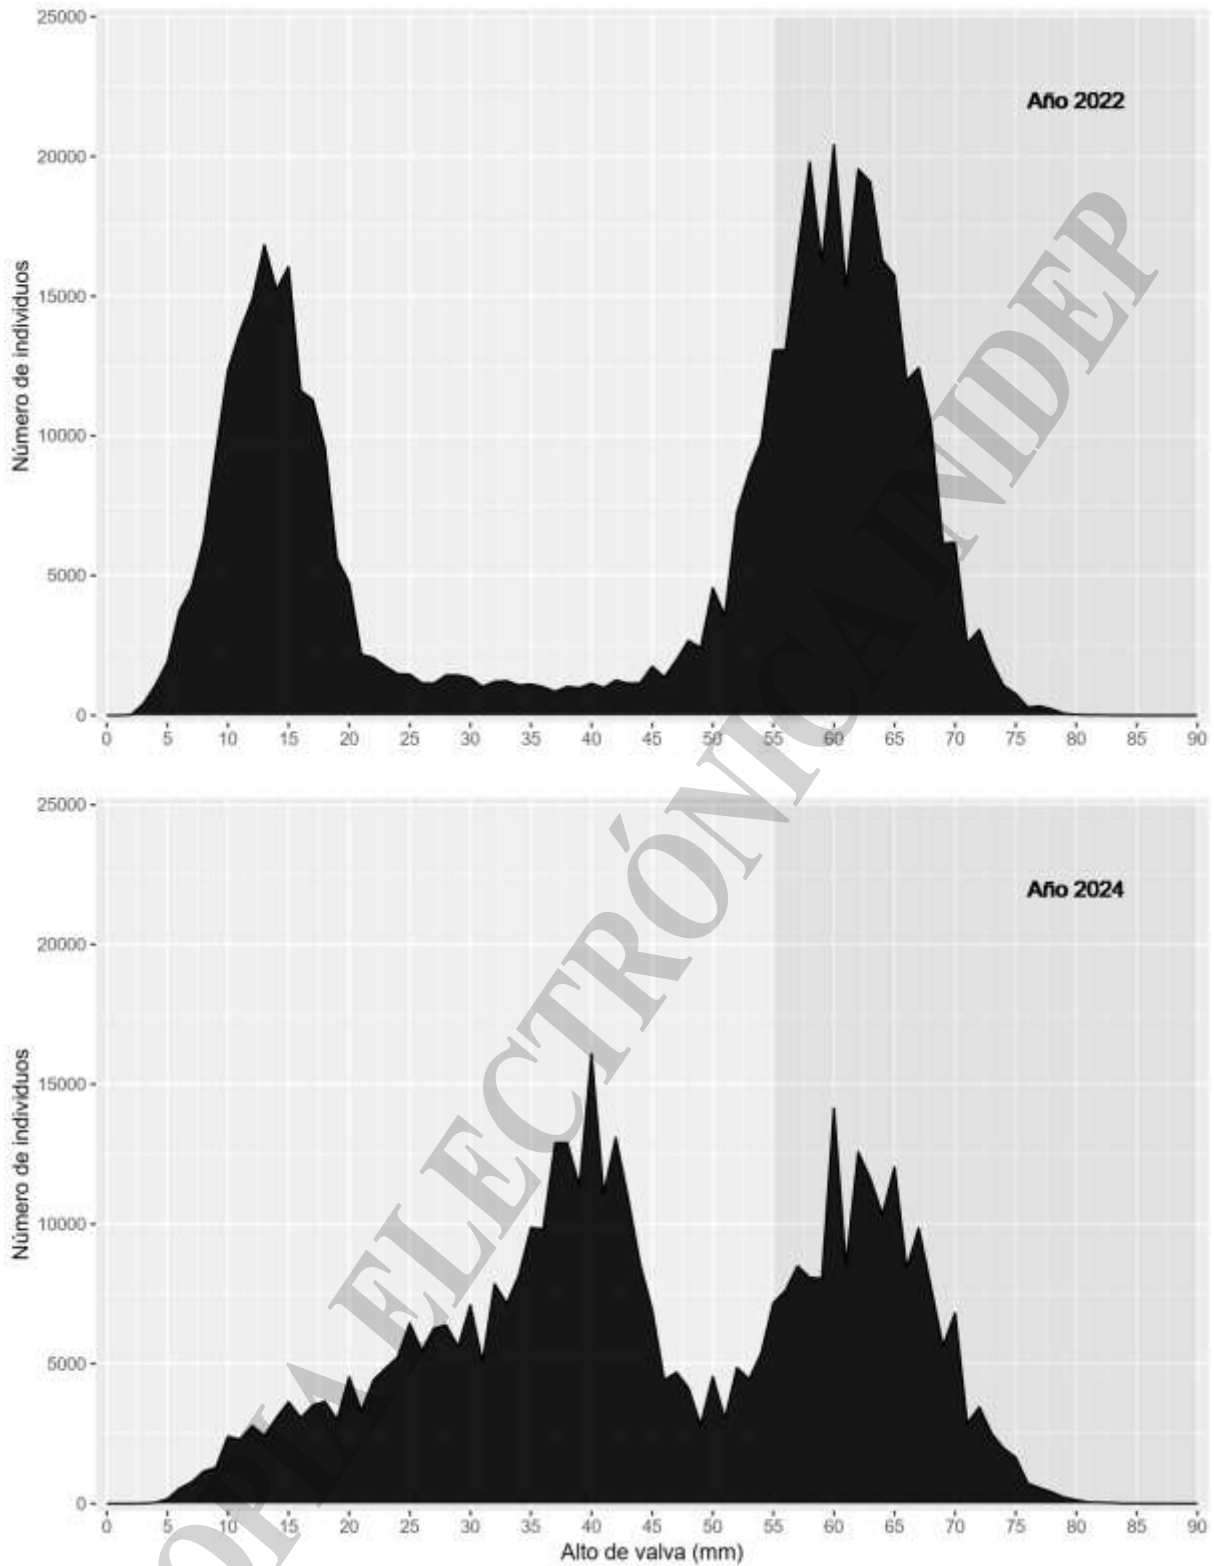 25000
Año 2022
20000
15000
Número de individuos
10000
5000
0
0 5 10 15 20 25 30 35 40 45 50 55 60 65 70 75 80 85 90
25000
Año 2024
20000
15000
Número de individuos
10000
5000
0
0 5 10 15 20 25 30 35 40 45 50 55 60 65 70 75 80 85 90
Alto de valva (mm)
OPIA ELECTRÓNICA INIDEP